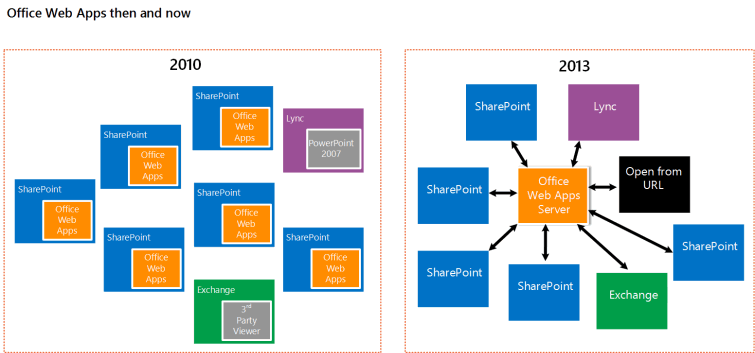 Office Web Apps then and now
2010
SharePoint
Office
Web
Apps
Lync
PowerPoint
2007
SharePoint
Office
Web
Apps
SharePoint
Office
Web
Apps
SharePoint
Office
Web
Apps
SharePoint
Office
Web
Apps
SharePoint
Office
Web
Apps
Exchange
3rd
Party
Viewer
2013
SharePoint
Lync
SharePoint
Office
Web Apps
Server
Open from
URL
SharePoint
SharePoint
SharePoint
Exchange